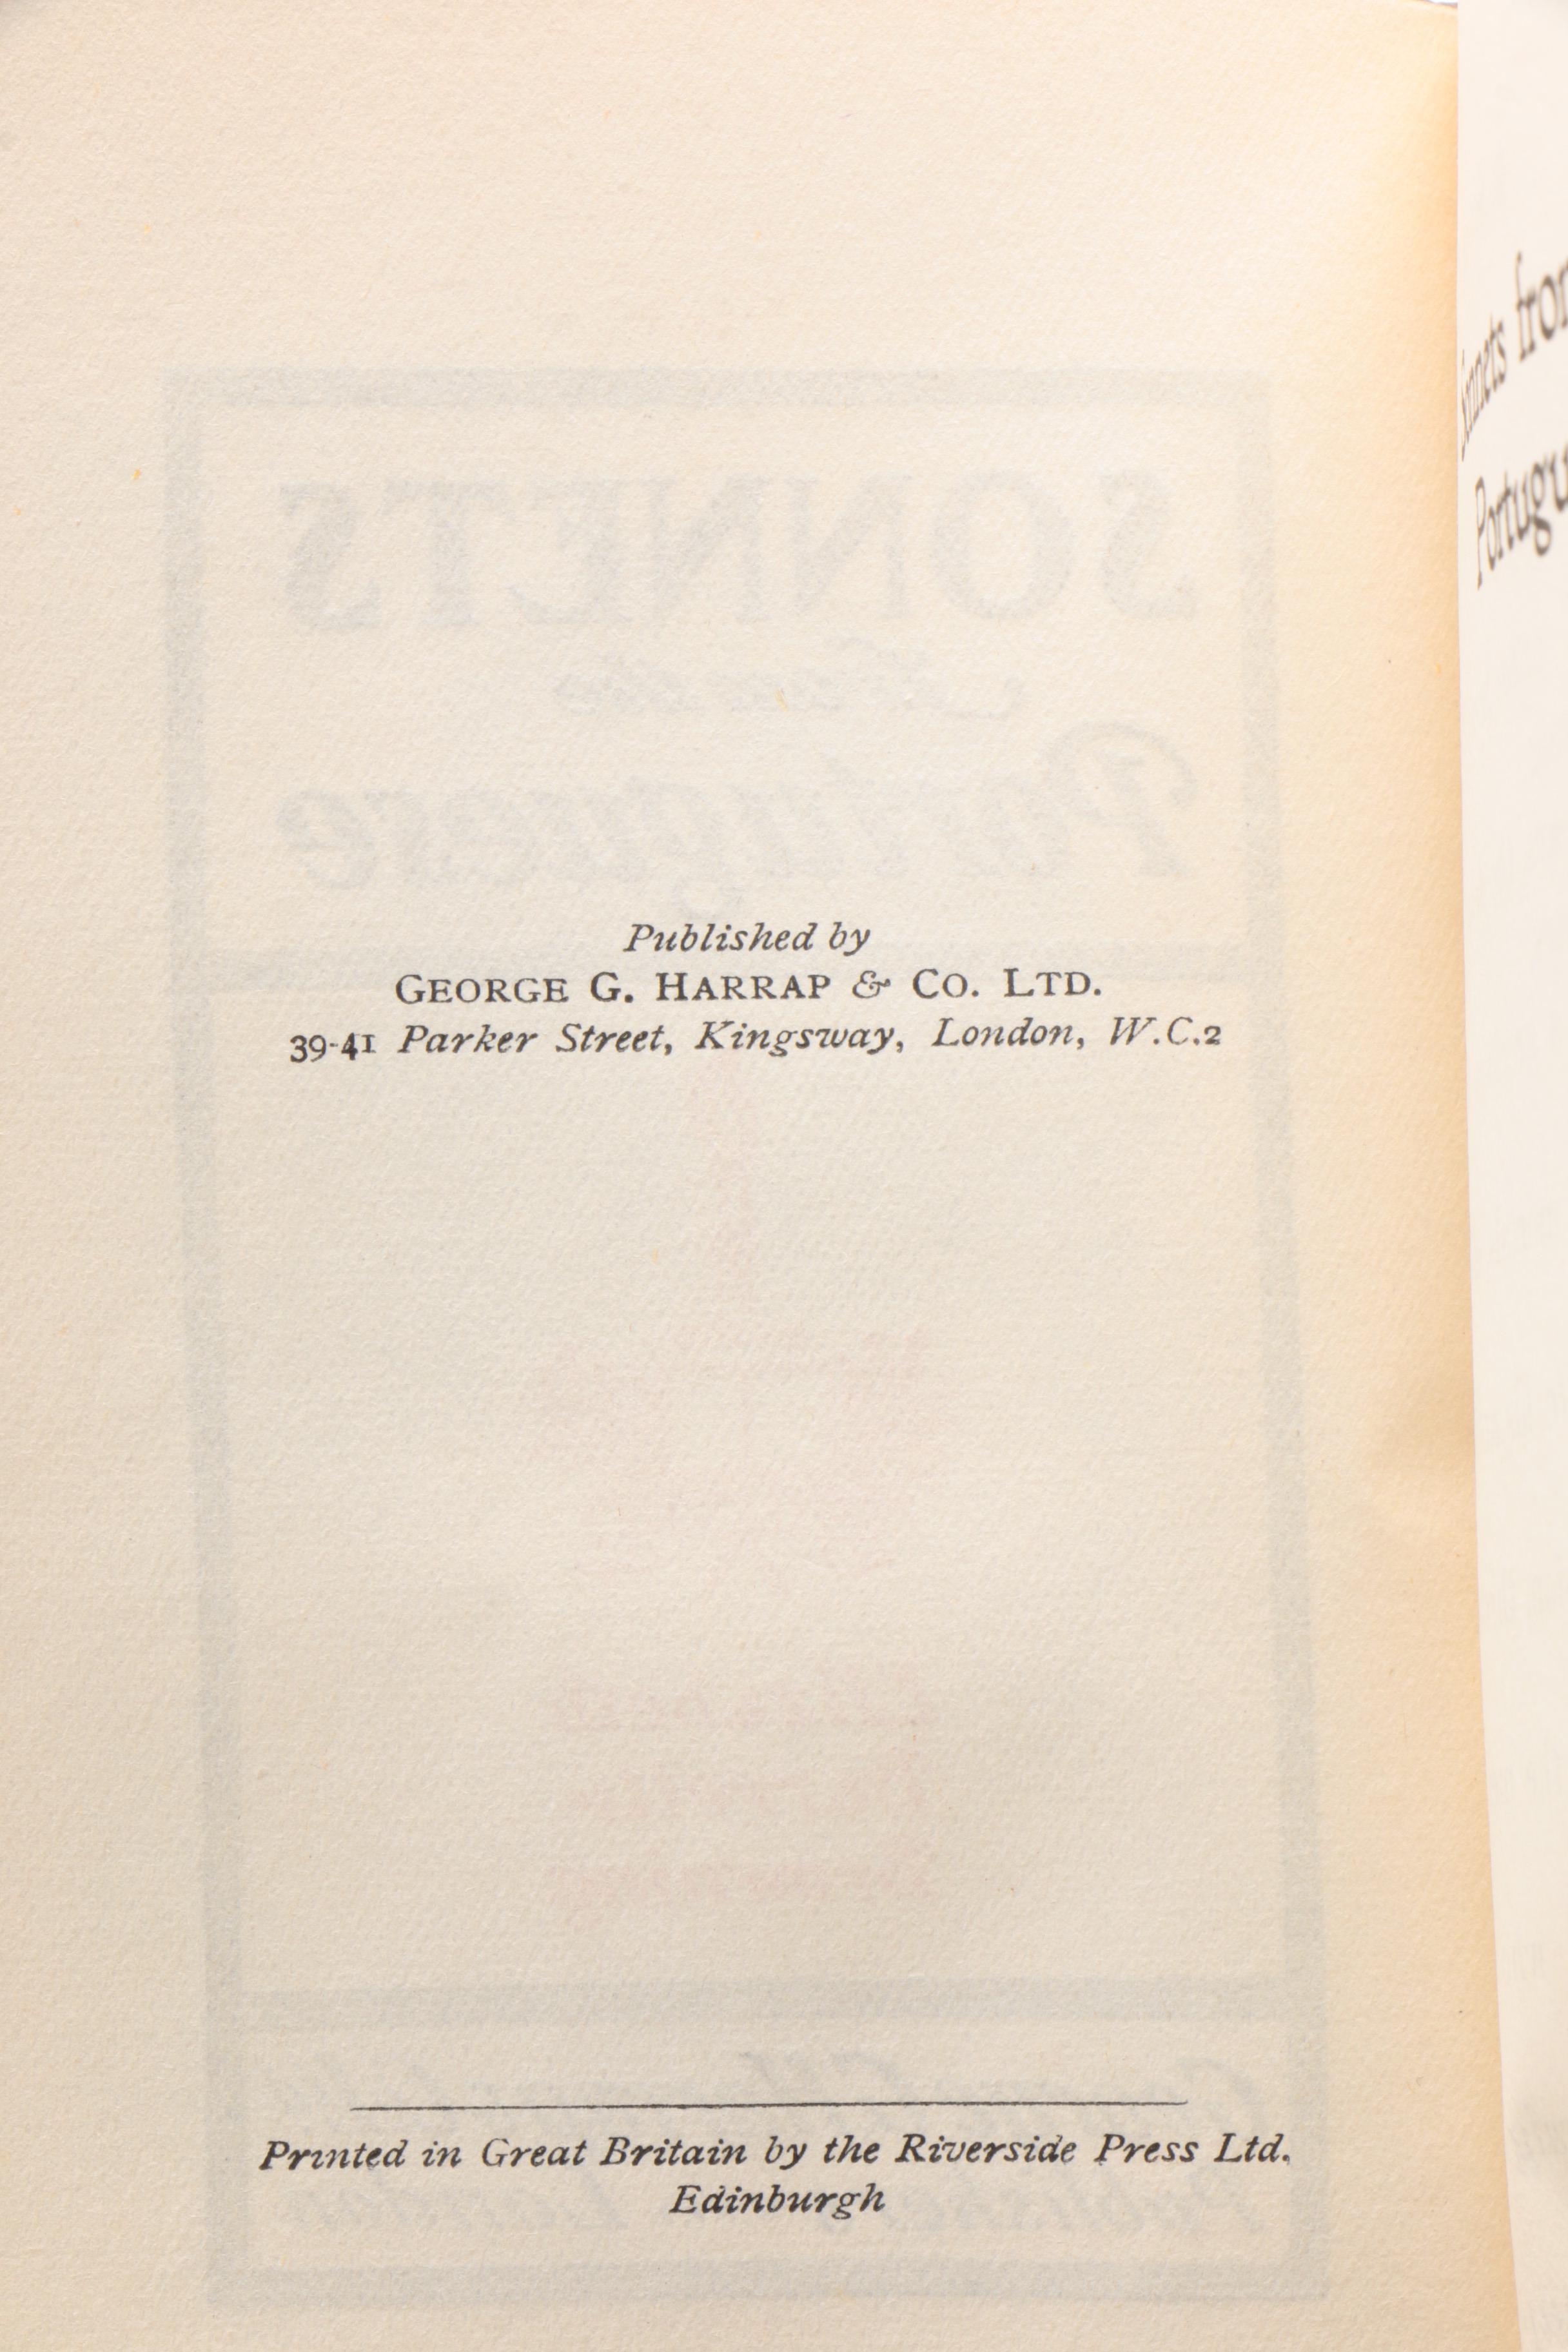 Published by
GEORGE G. HARRAP & CO. LTD.
39-41 Parker Street, Kingsway, London, W.C.2
Printed in Great Britain by the Riverside Press Ltd.
Edinburgh
SONNETS